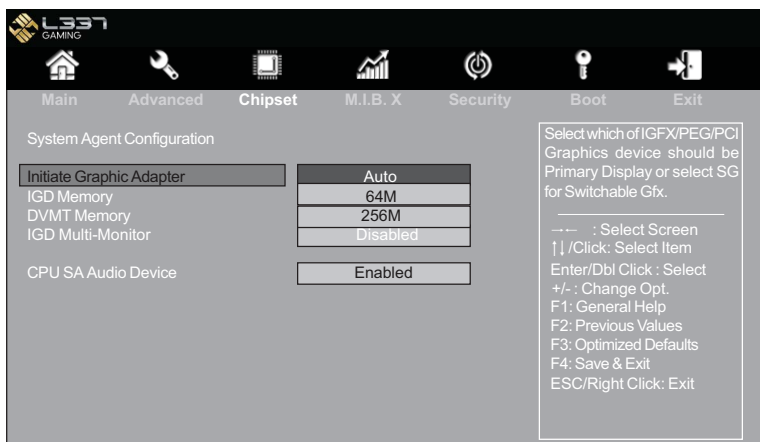 L337
GAMING
Main Advanced Chipset M.I.B. X Security Boot Exit
System Agent Configuration
Initiate Graphic Adapter Auto
IGD Memory 64M
DVMT Memory 256M
IGD Multi-Monitor Disabled
CPU SA Audio Device Enabled
Select which of IGFX/PEG/PCI
Graphics device should be
Primary Display or select SG
for Switchable Gfx.
→← : Select Screen
↑↓/Click: Select Item
Enter/Dbl Click : Select
+/- : Change Opt.
F1: General Help
F2: Previous Values
F3: Optimized Defaults
F4: Save & Exit
ESC/Right Click: Exit